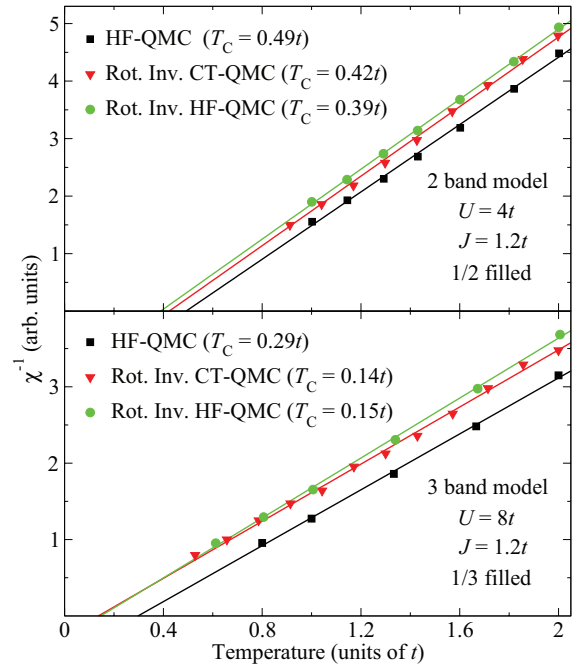 5
4
3
2
1
HF-QMC (T_C = 0.49t)
Rot. Inv. CT-QMC (T_C = 0.42t)
Rot. Inv. HF-QMC (T_C = 0.39t)
2 band model
U = 4t
J = 1.2t
1/2 filled
χ⁻¹ (arb. units)
3
2
1
HF-QMC (T_C = 0.29t)
Rot. Inv. CT-QMC (T_C = 0.14t)
Rot. Inv. HF-QMC (T_C = 0.15t)
3 band model
U = 8t
J = 1.2t
1/3 filled
0 0.4 0.8 1.2 1.6 2
Temperature (units of t)